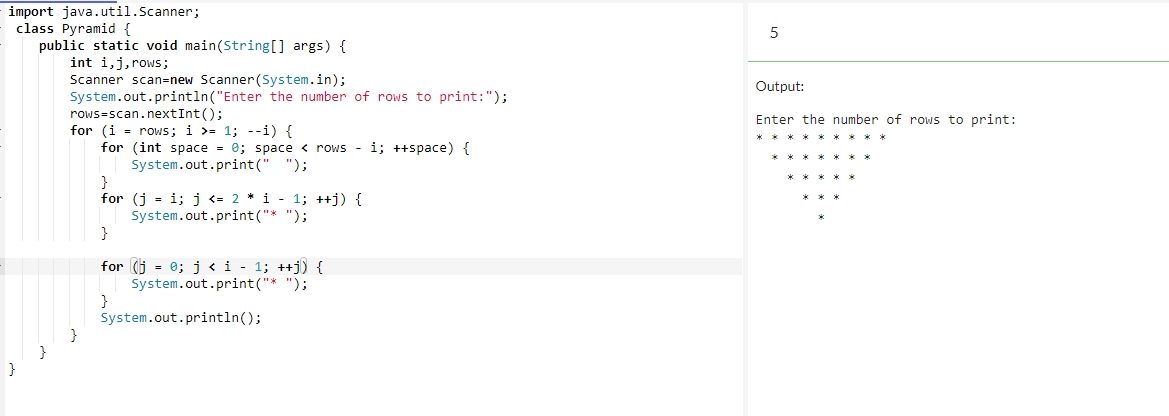 import java.util.Scanner;
class Pyramid {
public static void main(String[] args) {
int i,j,rows;
Scanner scan=new Scanner(System.in);
System.out.println("Enter the number of rows to print:");
rows=scan.nextInt();
for (i = rows; i >= 1; --i) {
for (int space = 0; space < rows - i; ++space) {
System.out.print("  ");
}
for (j = i; j <= 2 * i - 1; ++j) {
System.out.print("* ");
}
for (j = 0; j < i - 1; ++j) {
System.out.print("* ");
}
System.out.println();
}
}
}
5
Output:
Enter the number of rows to print:
* * * * * * * * *
* * * * * * *
* * * * *
* * *
*